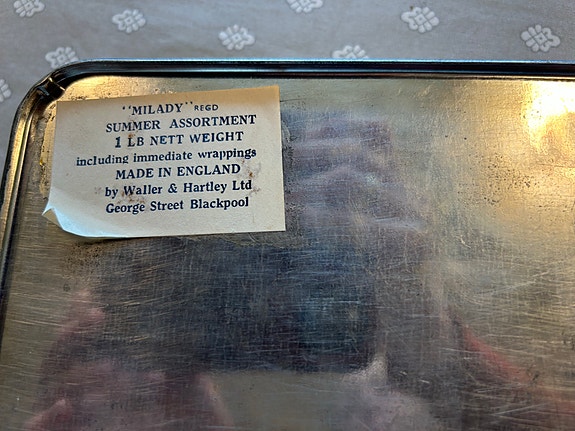 "MILADY" REGD
SUMMER ASSORTMENT
1 LB NETT WEIGHT
including immediate wrappings
MADE IN ENGLAND
by Waller & Hartley Ltd
George Street Blackpool